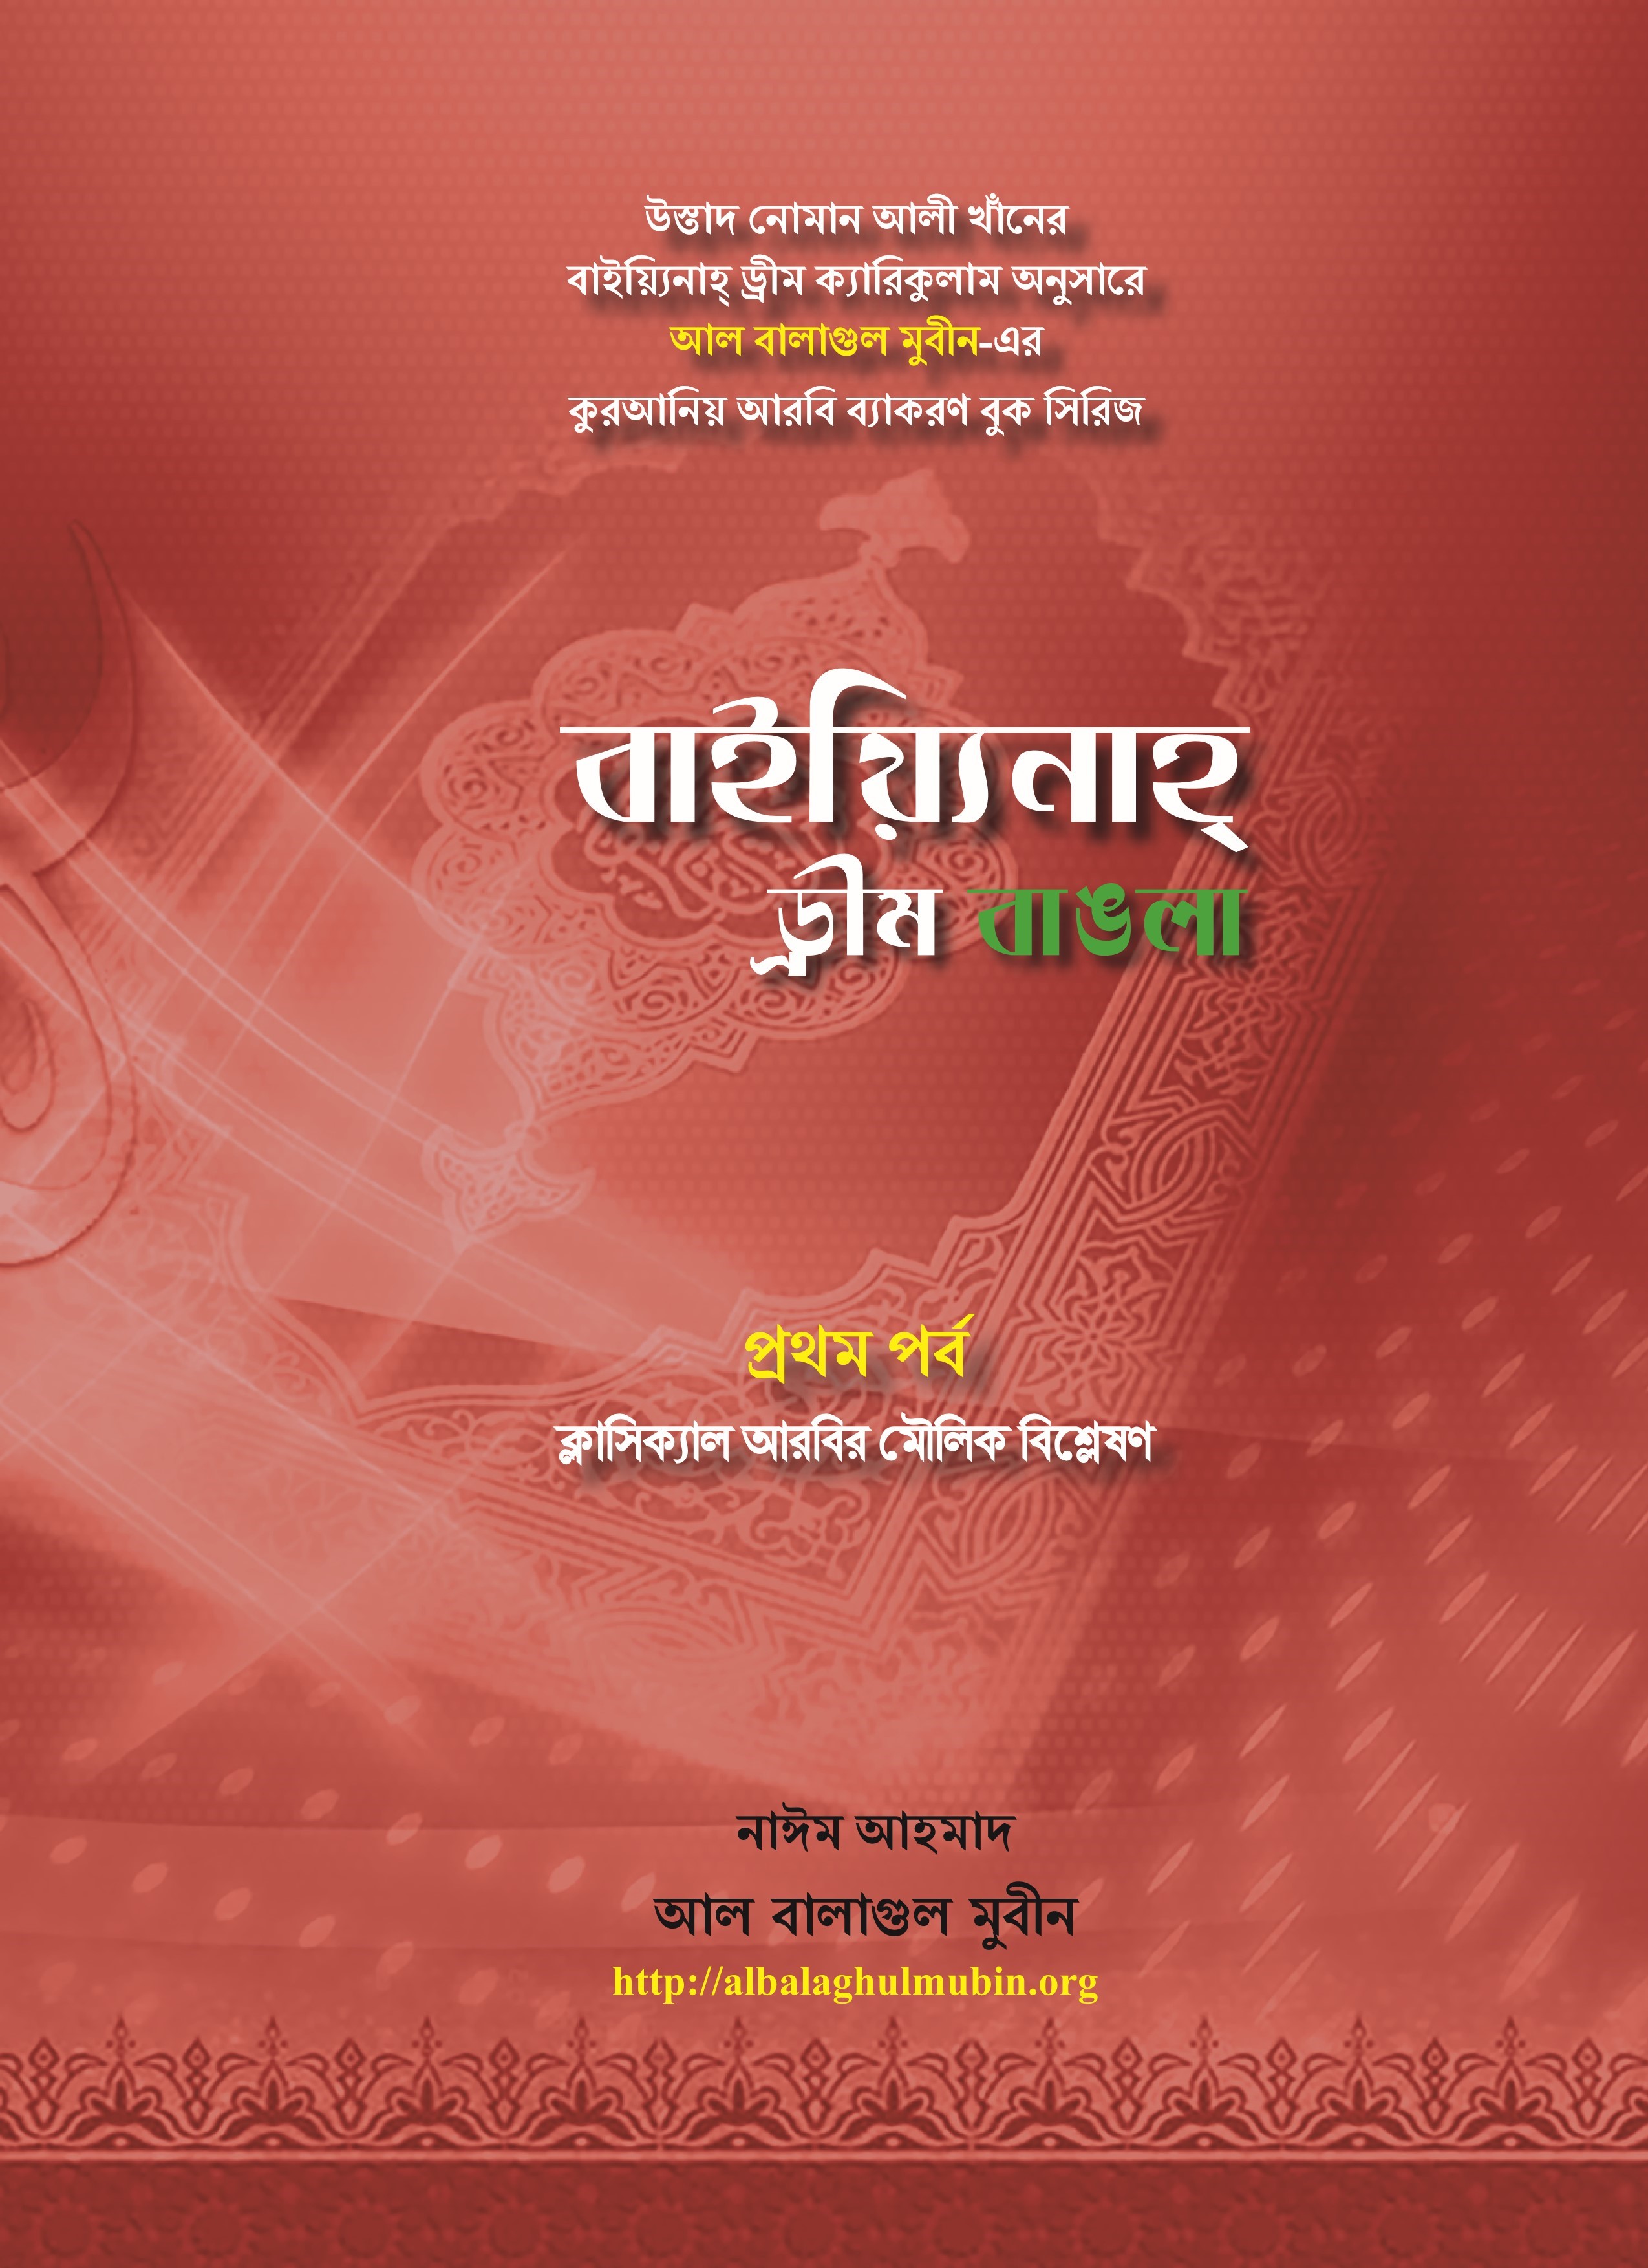 উস্তাদ নোমান আলী খাঁনের
বাইয়্যিনাহ্ ড্রীম ক্যারিকুলাম অনুসারে
আল বালাগুল মুবীন-এর
কুরআনিয় আরবি ব্যাকরণ বুক সিরিজ
বাইয়্যিনাহ্
ড্রীম বাঙলা
প্রথম পর্ব
ক্লাসিক্যাল আরবির মৌলিক বিশ্লেষণ
নাঈম আহমাদ
আল বালাগুল মুবীন
http://albalaghulmubin.org